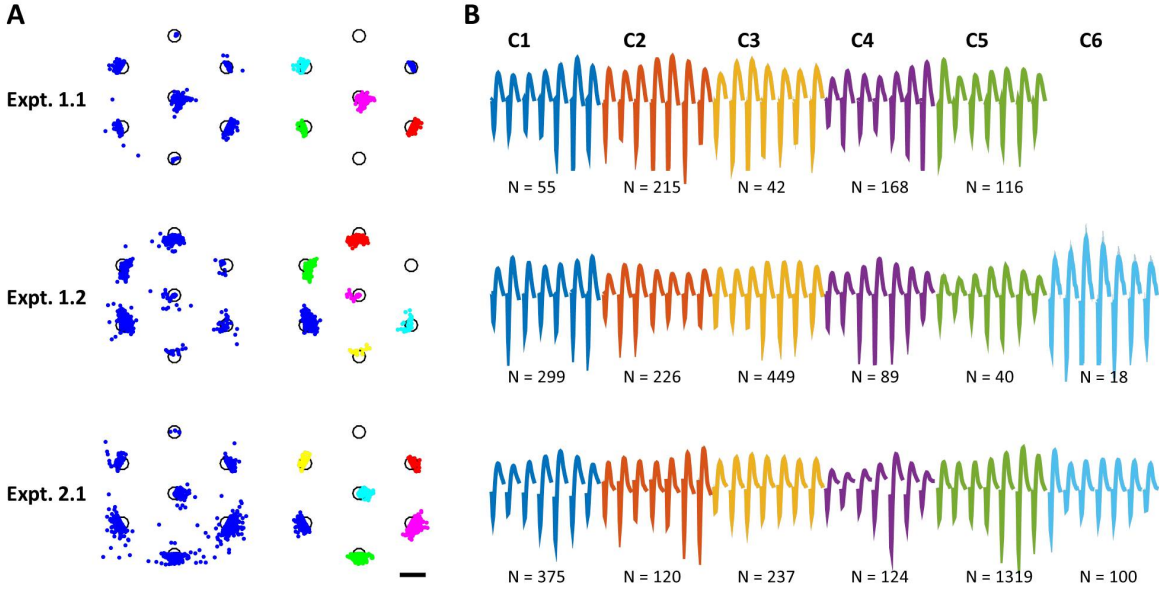 A
B
C1 C2 C3 C4 C5 C6
Expt. 1.1
N = 55 N = 215 N = 42 N = 168 N = 116
Expt. 1.2
N = 299 N = 226 N = 449 N = 89 N = 40 N = 18
Expt. 2.1
N = 375 N = 120 N = 237 N = 124 N = 1319 N = 100